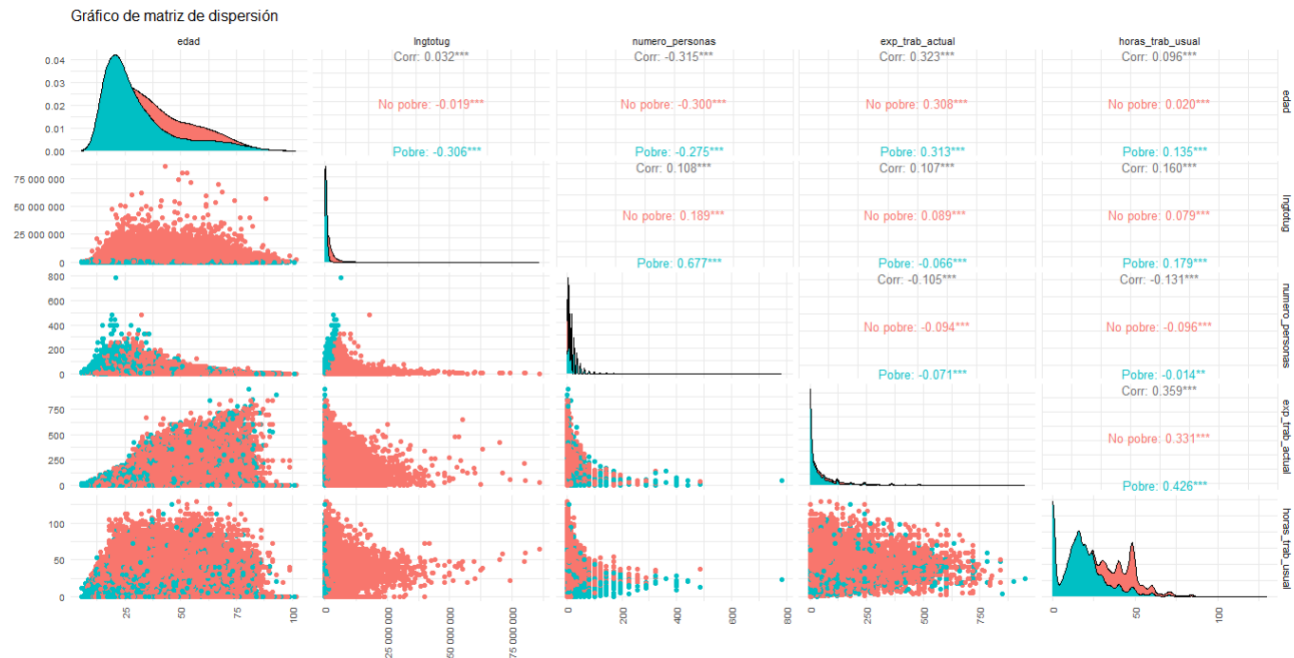 Gráfico de matriz de dispersión
edad
Ingtotug
numero_personas
exp_trab_actual
horas_trab_usual
0.04
0.03
0.02
0.01
0.00
Corr: 0.032***
No pobre: -0.019***
Pobre: -0.306***
Corr: -0.315***
No pobre: -0.300***
Pobre: -0.275***
Corr: 0.323***
No pobre: 0.308***
Pobre: 0.313***
Corr: 0.096***
No pobre: 0.020***
Pobre: 0.135***
edad
75 000 000
25 000 000
0
Corr: 0.108***
No pobre: 0.189***
Pobre: 0.677***
Corr: 0.107***
No pobre: 0.089***
Pobre: -0.066***
Corr: 0.160***
No pobre: 0.079***
Pobre: 0.179***
Ingtotug
800
600
400
200
0
Corr: -0.105***
No pobre: -0.094***
Pobre: -0.071***
Corr: -0.131***
No pobre: -0.096***
Pobre: -0.014**
numero_personas
750
500
250
0
Corr: 0.359***
No pobre: 0.331***
Pobre: 0.426***
exp_trab_actual
100
50
0
horas_trab_usual
25
50
75
100
0
25 000 000
50 000 000
75 000 000
0
200
400
600
800
0
250
500
750
0
50
100